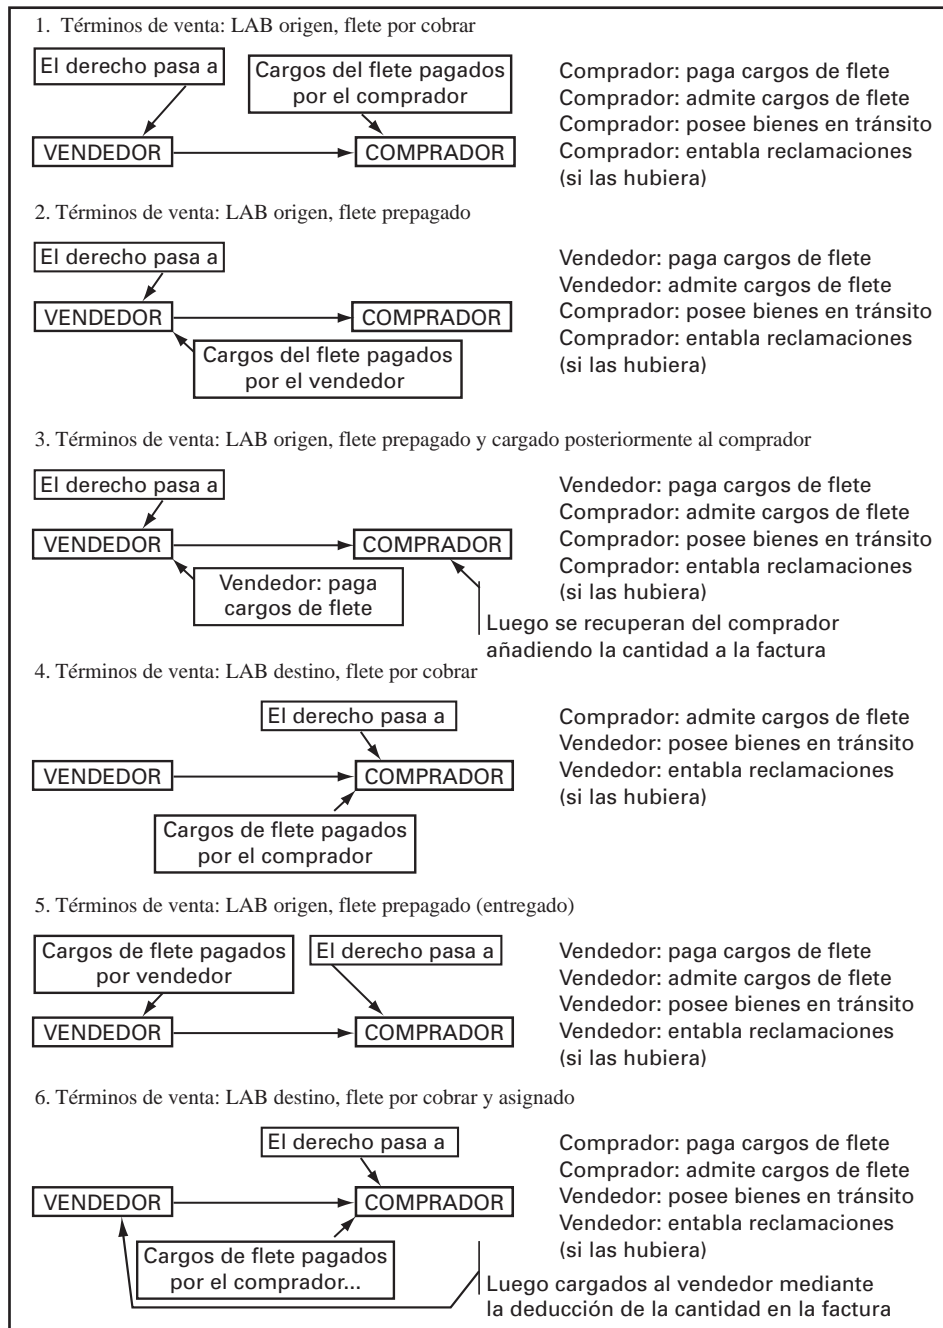 1. Términos de venta: LAB origen, flete por cobrar
El derecho pasa a
Cargos del flete pagados
por el comprador
VENDEDOR
COMPRADOR
Comprador: paga cargos de flete
Comprador: admite cargos de flete
Comprador: posee bienes en tránsito
Comprador: entabla reclamaciones
(si las hubiera)
2. Términos de venta: LAB origen, flete prepagado
El derecho pasa a
VENDEDOR
COMPRADOR
Cargos del flete pagados
por el vendedor
Vendedor: paga cargos de flete
Vendedor: admite cargos de flete
Comprador: posee bienes en tránsito
Comprador: entabla reclamaciones
(si las hubiera)
3. Términos de venta: LAB origen, flete prepagado y cargado posteriormente al comprador
El derecho pasa a
VENDEDOR
COMPRADOR
Vendedor: paga
cargos de flete
Vendedor: paga cargos de flete
Comprador: admite cargos de flete
Comprador: posee bienes en tránsito
Comprador: entabla reclamaciones
(si las hubiera)
Luego se recuperan del comprador
añadiendo la cantidad a la factura
4. Términos de venta: LAB destino, flete por cobrar
El derecho pasa a
VENDEDOR
COMPRADOR
Cargos de flete pagados
por el comprador
Comprador: admite cargos de flete
Vendedor: posee bienes en tránsito
Vendedor: entabla reclamaciones
(si las hubiera)
5. Términos de venta: LAB origen, flete prepagado (entregado)
Cargos de flete pagados
por vendedor
El derecho pasa a
VENDEDOR
COMPRADOR
Vendedor: paga cargos de flete
Vendedor: admite cargos de flete
Vendedor: posee bienes en tránsito
Vendedor: entabla reclamaciones
(si las hubiera)
6. Términos de venta: LAB destino, flete por cobrar y asignado
El derecho pasa a
VENDEDOR
COMPRADOR
Cargos de flete pagados
por el comprador...
Comprador: paga cargos de flete
Comprador: admite cargos de flete
Vendedor: posee bienes en tránsito
Vendedor: entabla reclamaciones
(si las hubiera)
Luego cargados al vendedor mediante
la deducción de la cantidad en la factura